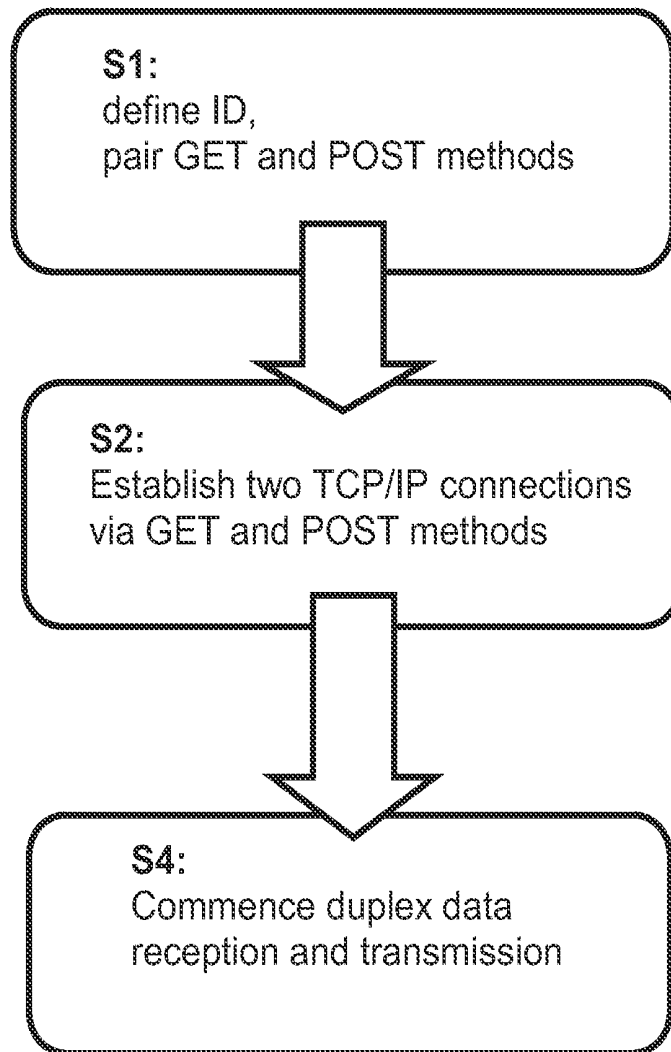 S1:
define ID,
pair GET and POST methods
S2:
Establish two TCP/IP connections
via GET and POST methods
S4:
Commence duplex data
reception and transmission